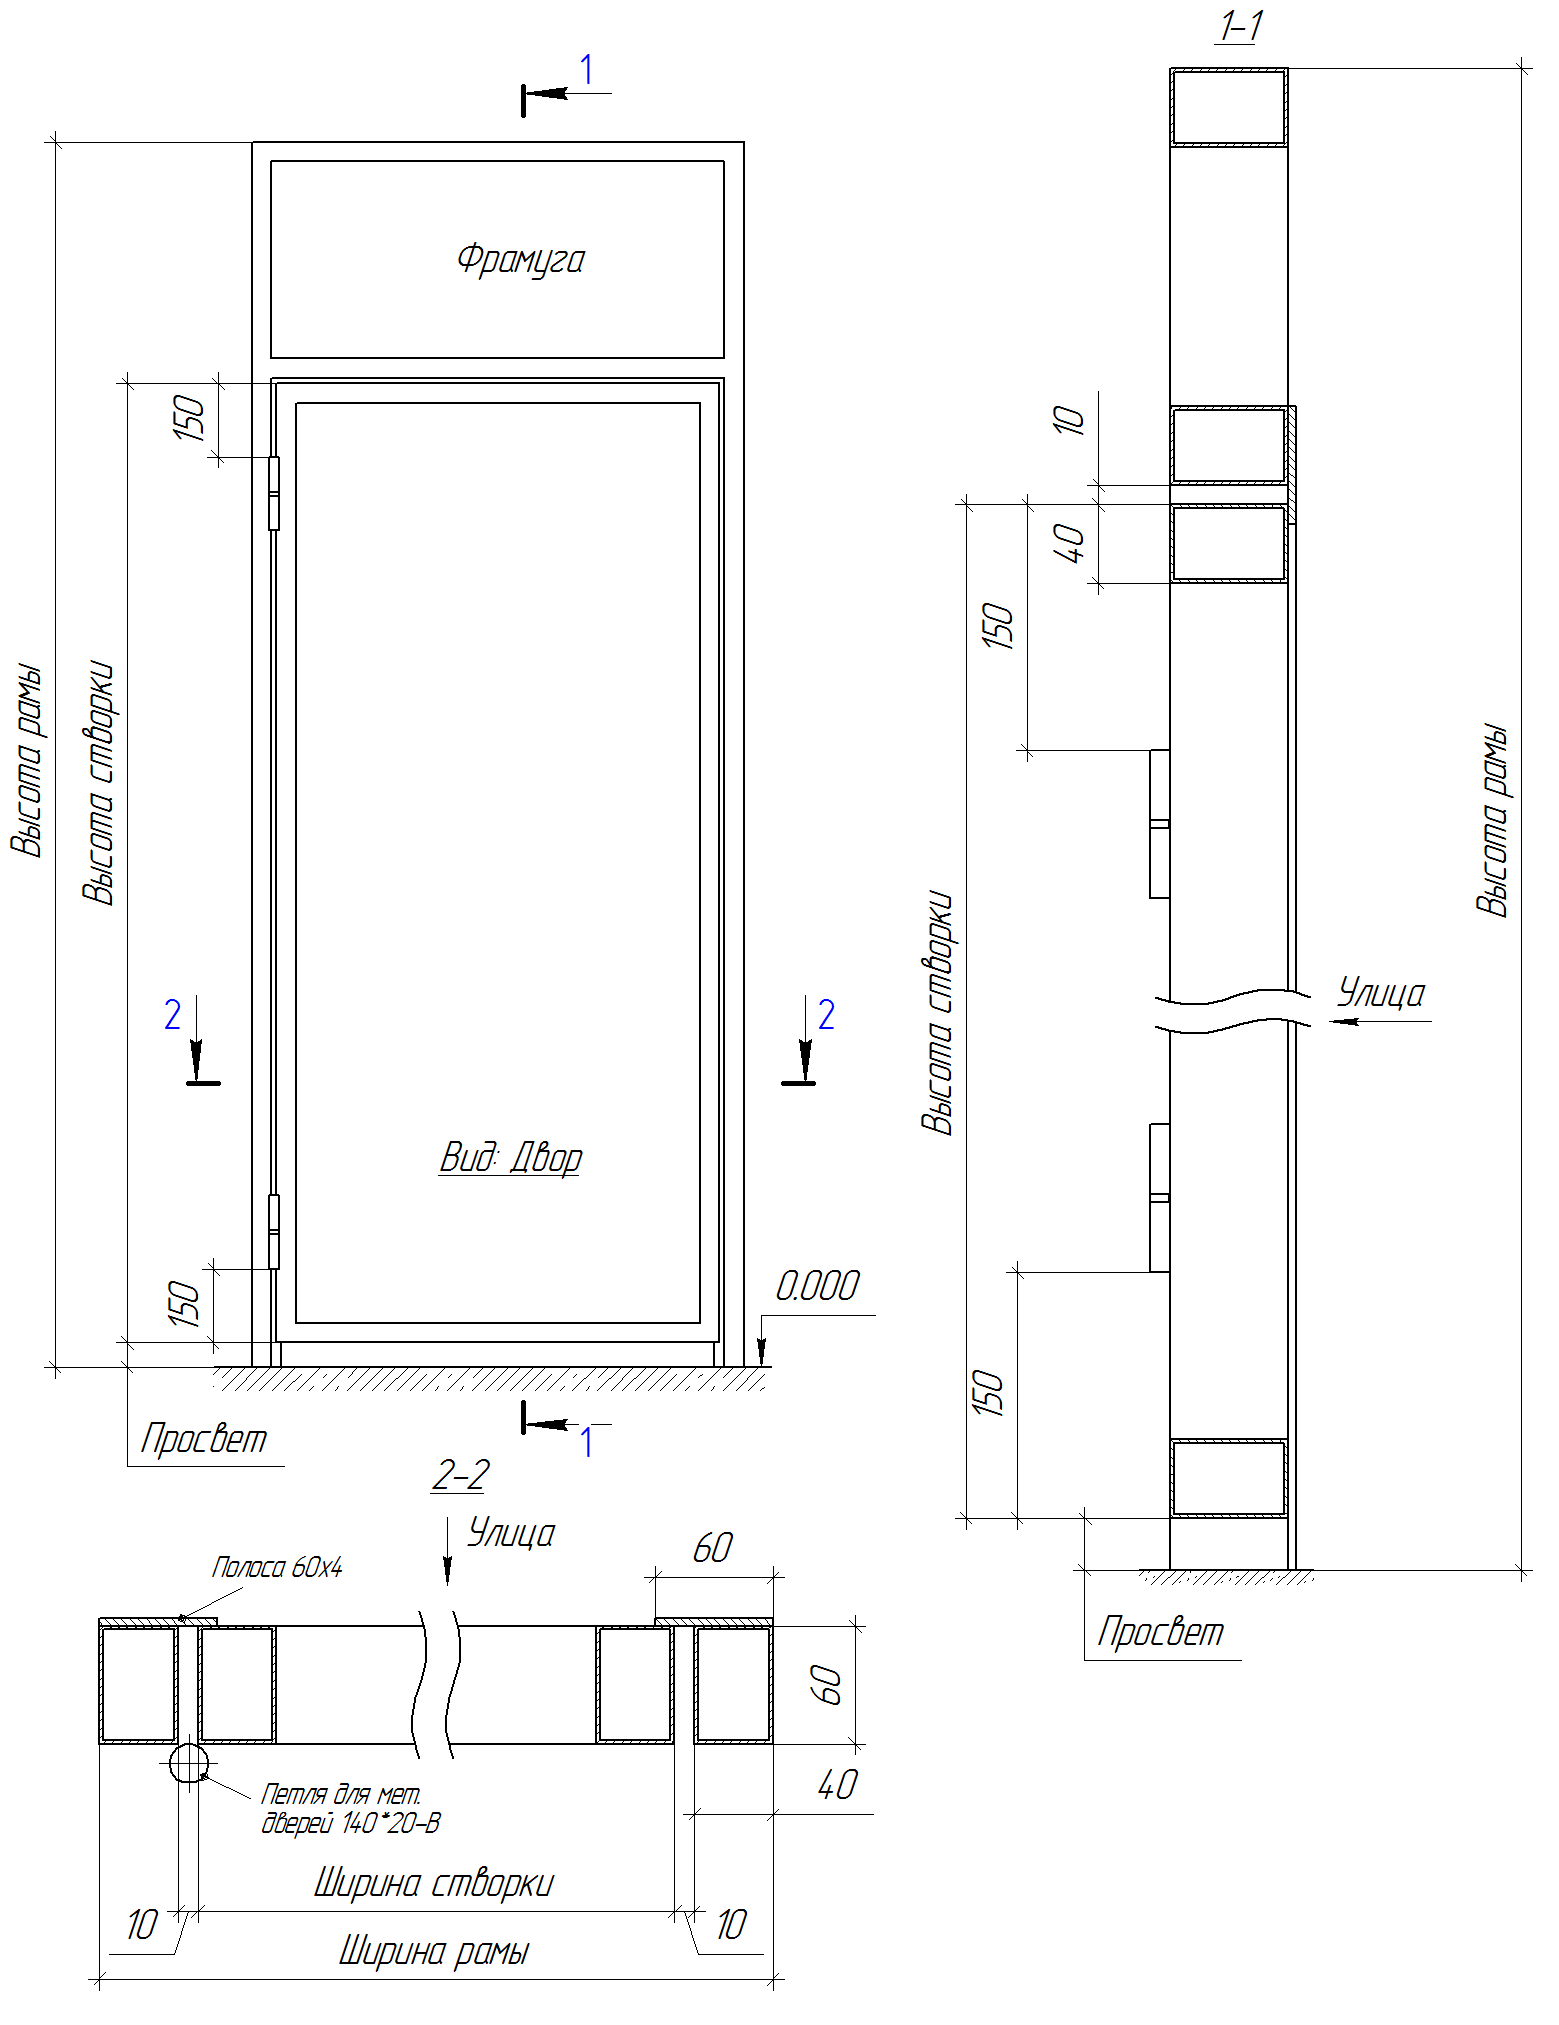 1-1
1
Фрамуга
150
10
40
150
Высота рамы
Высота створки
Высота рамы
Высота створки
Улица
2
2
Вид: Двор
150
0.000
150
Просвет
1
2-2
Улица
60
Полоса 60х4
Просвет
60
40
Петля для мет.
дверей 140*20-В
Ширина створки
10
10
Ширина рамы